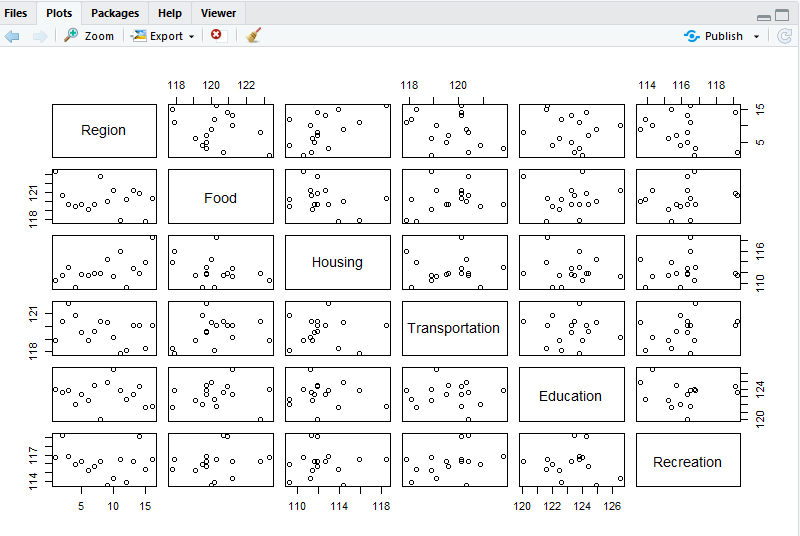 Files Plots Packages Help Viewer
Zoom Export Publish
118 120 122 118 120 114 116 118
Region 5 15
118 121 Food
Housing 110 116
118 121 Transportation
Education 120 124
114 117 Recreation
5 10 15 110 114 118 120 122 124 126